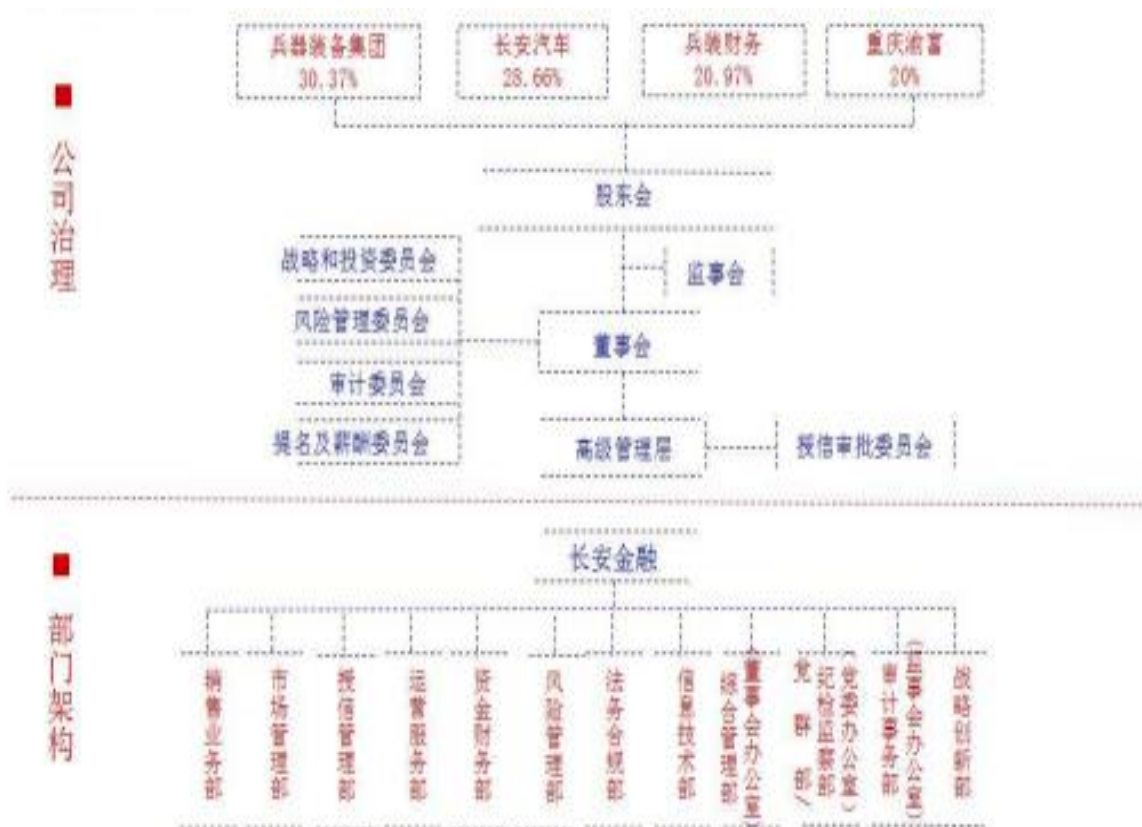 兵器装备集团
30.37%
长安汽车
28.66%
兵装财务
20.97%
重庆渝富
20%
公司治理
股东会
战略和投资委员会
监事会
风险管理委员会
董事会
审计委员会
提名及薪酬委员会
高级管理层
授信审批委员会
长安金融
部门架构
销售业务部
市场管理部
授信管理部
运营服务部
资金财务部
风险管理部
法务合规部
信息技术部
综合管理部
(董事会办公室)
党群部/
纪检监察部
(党委办公室)
审计事务部
(监事会办公室)
战略创新部